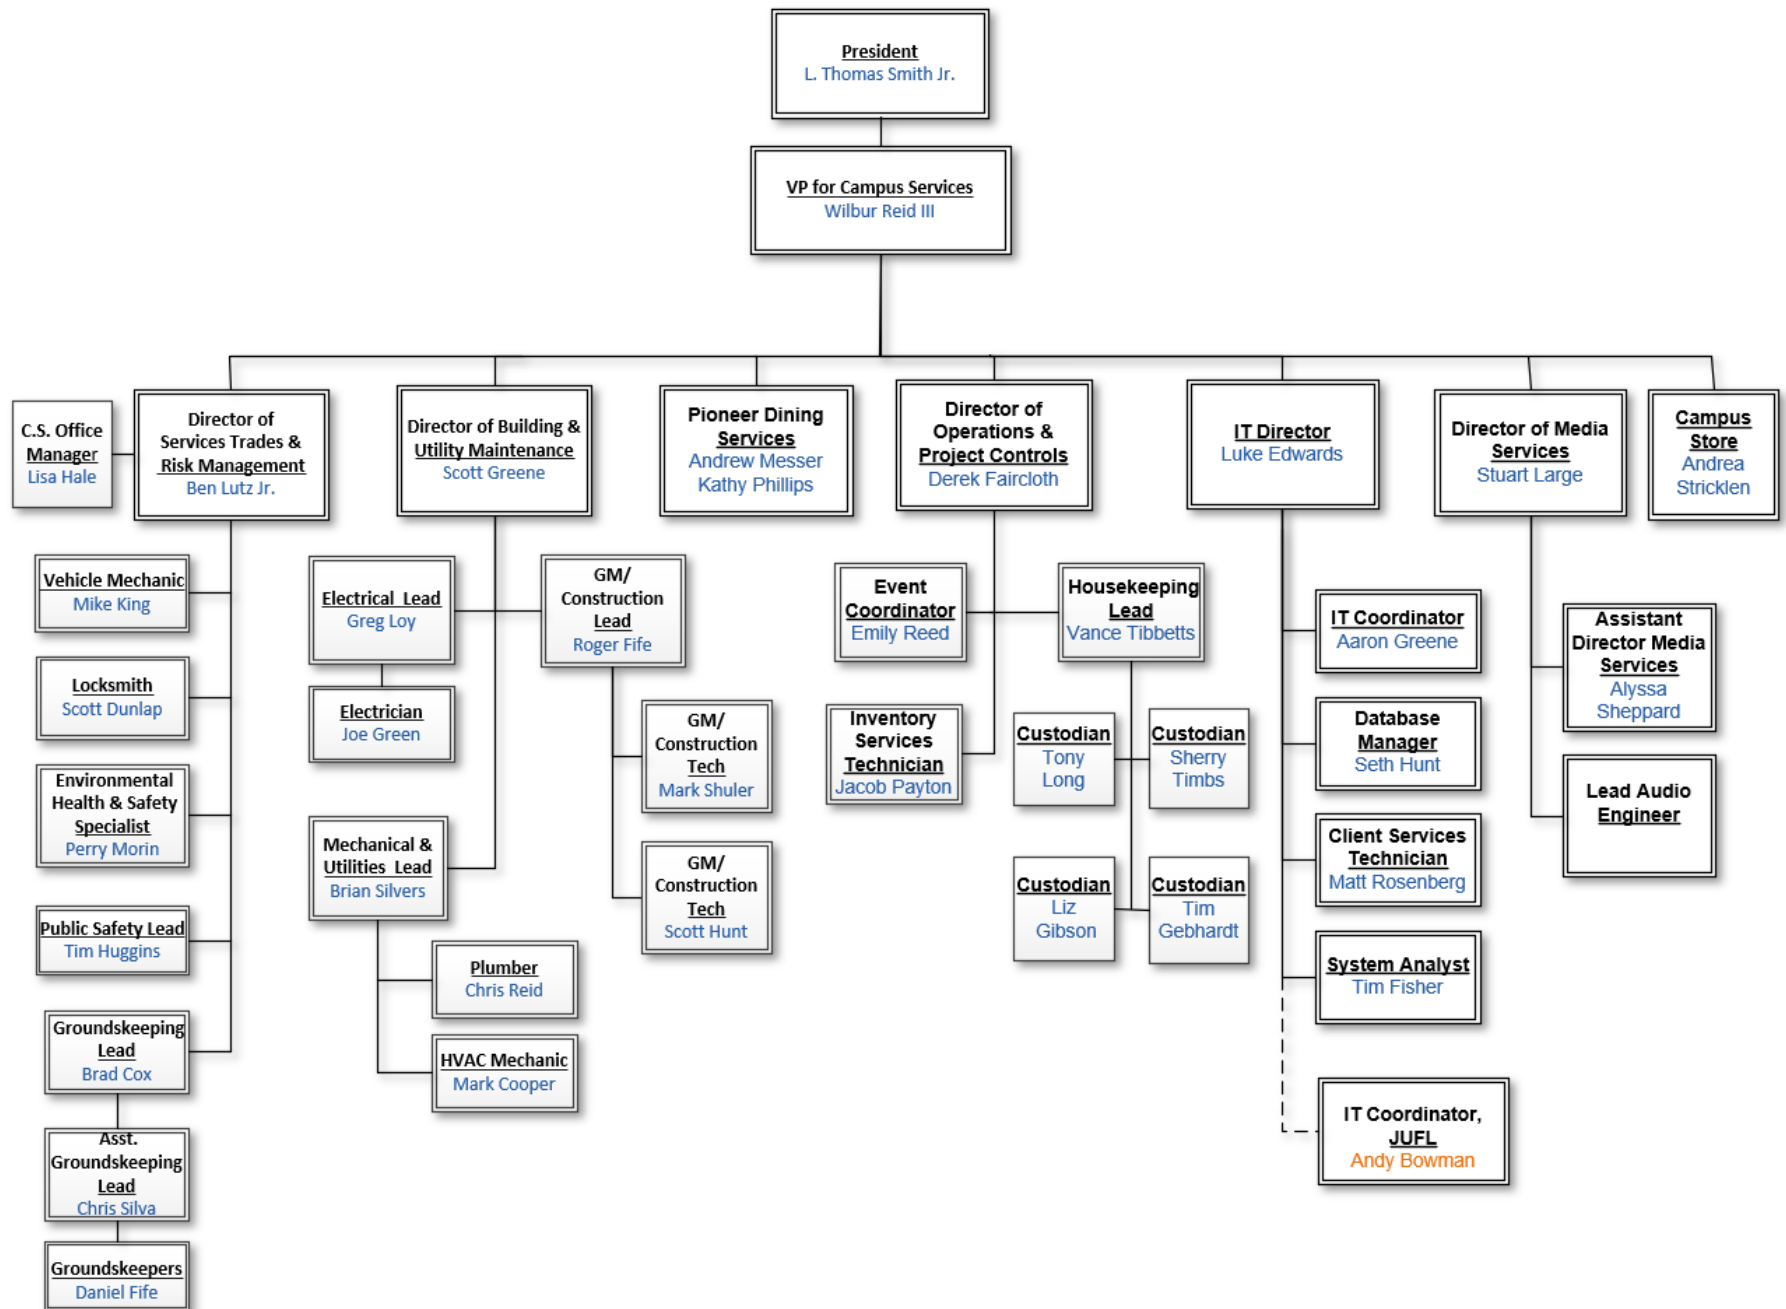 President
L. Thomas Smith Jr.
VP for Campus Services
Wilbur Reid III
C.S. Office
Manager
Lisa Hale
Director of
Services Trades &
Risk Management
Ben Lutz Jr.
Director of Building &
Utility Maintenance
Scott Greene
Pioneer Dining
Services
Andrew Messer
Kathy Phillips
Director of
Operations &
Project Controls
Derek Faircloth
IT Director
Luke Edwards
Director of Media
Services
Stuart Large
Campus
Store
Andrea
Stricklen
Vehicle Mechanic
Mike King
Locksmith
Scott Dunlap
Environmental
Health & Safety
Specialist
Perry Morin
Public Safety Lead
Tim Huggins
Groundskeeping
Lead
Brad Cox
Asst.
Groundskeeping
Lead
Chris Silva
Groundskeepers
Daniel Fife
Electrical Lead
Greg Loy
Electrician
Joe Green
GM/
Construction
Lead
Roger Fife
GM/
Construction
Tech
Mark Shuler
GM/
Construction
Tech
Scott Hunt
Mechanical &
Utilities Lead
Brian Silvers
Plumber
Chris Reid
HVAC Mechanic
Mark Cooper
Event
Coordinator
Emily Reed
Housekeeping
Lead
Vance Tibbetts
Inventory
Services
Technician
Jacob Payton
Custodian
Tony
Long
Custodian
Sherry
Timbs
Custodian
Liz
Gibson
Custodian
Tim
Gebhardt
IT Coordinator
Aaron Greene
Database
Manager
Seth Hunt
Client Services
Technician
Matt Rosenberg
System Analyst
Tim Fisher
IT Coordinator,
JUFL
Andy Bowman
Assistant
Director Media
Services
Alyssa
Sheppard
Lead Audio
Engineer